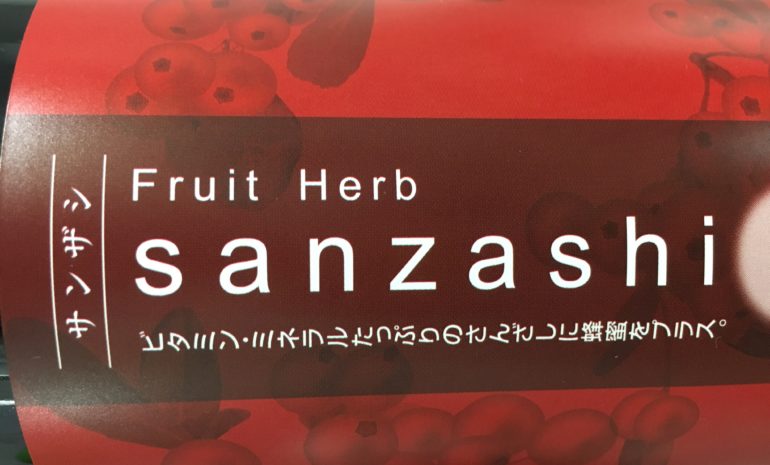 サンザシ
Fruit Herb
sanzashi
ビタミン・ミネラルたっぷりのさんざしに蜂蜜をプラス。